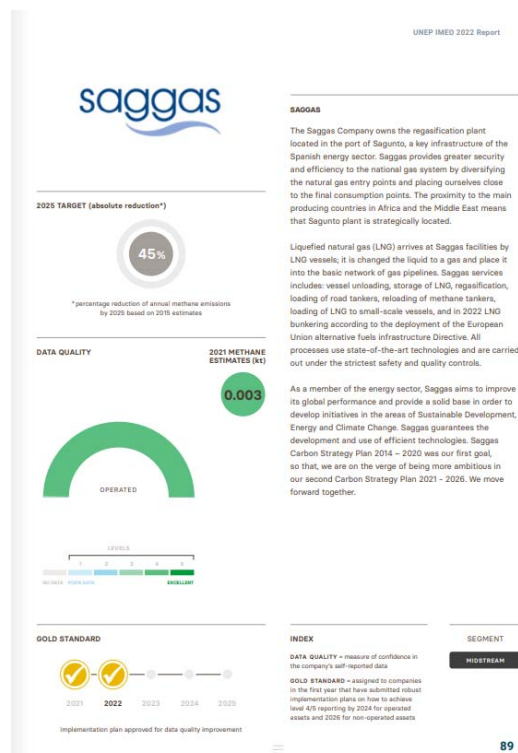 UNEP IMEO 2022 Report
saggas
2025 TARGET (absolute reduction*)
45%
*percentage reduction of annual methane emissions
by 2025 based on 2015 estimates
DATA QUALITY
2021 METHANE
ESTIMATES (kt)
0.003
OPERATED
LEVELS
1 2 3 4 5
NO DATA POOR DATA EXCELLENT
GOLD STANDARD
2021 2022 2023 2024 2025
Implementation plan approved for data quality improvement
SAGGAS
The Saggas Company owns the regasification plant
located in the port of Sagunto, a key infrastructure of the
Spanish energy sector. Saggas provides greater security
and efficiency to the national gas system by diversifying
the natural gas entry points and placing ourselves close
to the final consumption points. The proximity to the main
producing countries in Africa and the Middle East means
that Sagunto plant is strategically located.
Liquefied natural gas (LNG) arrives at Saggas facilities by
LNG vessels; it is changed the liquid to a gas and place it
into the basic network of gas pipelines. Saggas services
includes: vessel unloading, storage of LNG, regasification,
loading of road tankers, reloading of methane tankers,
loading of LNG to small-scale vessels, and in 2022 LNG
bunkering according to the deployment of the European
Union alternative fuels infrastructure Directive. All
processes use state-of-the-art technologies and are carried
out under the strictest safety and quality controls.
As a member of the energy sector, Saggas aims to improve
its global performance and provide a solid base in order to
develop initiatives in the areas of Sustainable Development,
Energy and Climate Change. Saggas guarantees the
development and use of efficient technologies. Saggas
Carbon Strategy Plan 2014 – 2020 was our first goal,
so that, we are on the verge of being more ambitious in
our second Carbon Strategy Plan 2021 - 2026. We move
forward together.
INDEX
DATA QUALITY – measure of confidence in
the company's self-reported data
GOLD STANDARD – assigned to companies
in the first year that have submitted robust
implementation plans on how to achieve
level 4/5 reporting by 2024 for operated
assets and 2026 for non-operated assets
SEGMENT
MIDSTREAM
89